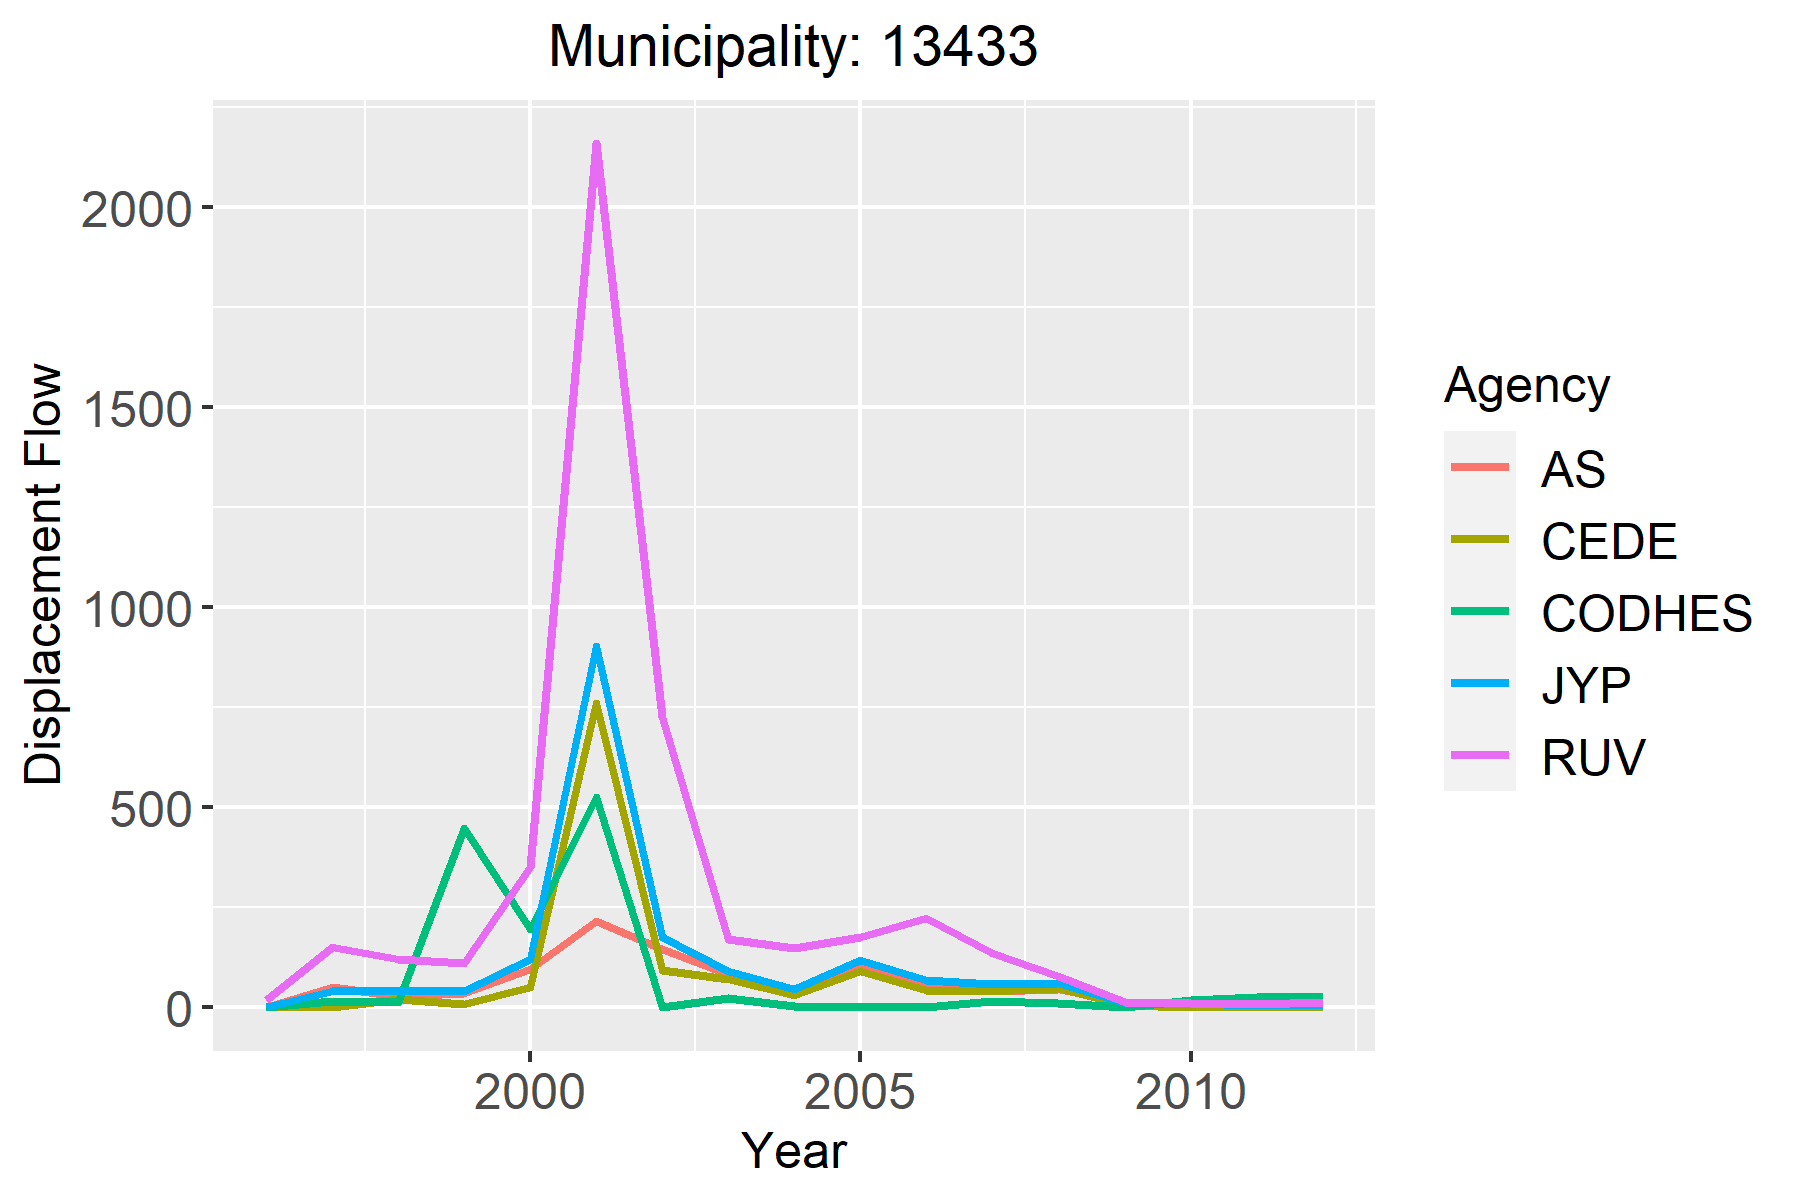 Municipality: 13433
Displacement Flow
2000
1500
1000
500
0
2000 2005 2010
Year
Agency
AS
CEDE
CODHES
JYP
RUV